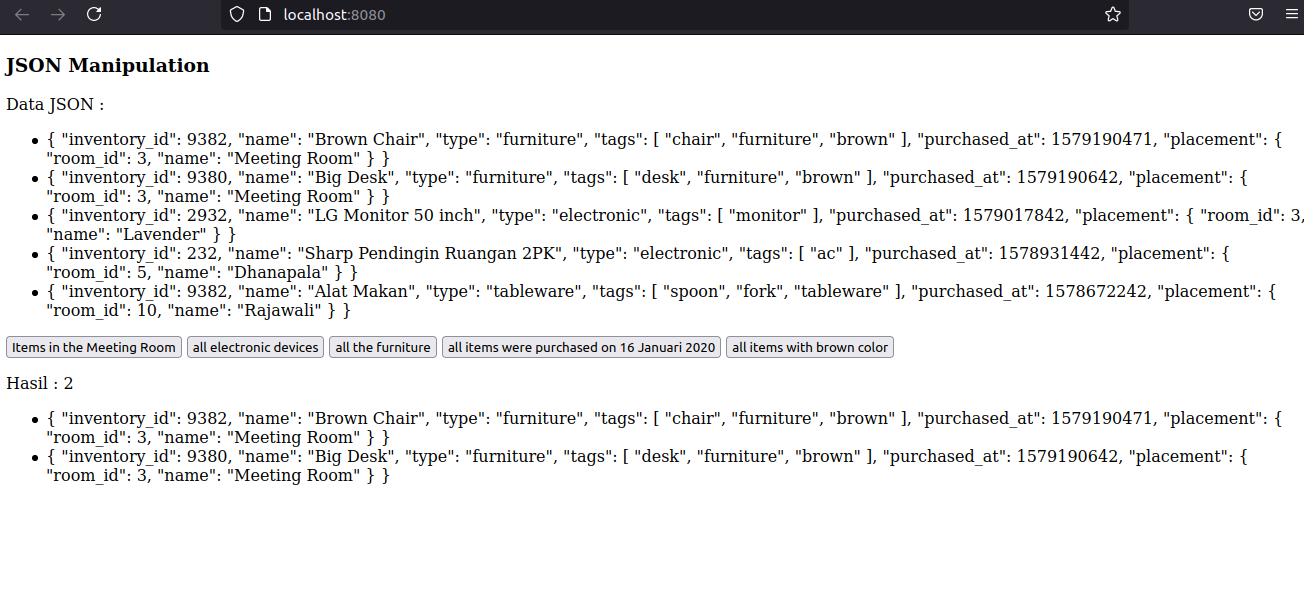 localhost:8080
JSON Manipulation
Data JSON :
{ "inventory_id": 9382, "name": "Brown Chair", "type": "furniture", "tags": [ "chair", "furniture", "brown" ], "purchased_at": 1579190471, "placement": {
"room_id": 3, "name": "Meeting Room" } }
{ "inventory_id": 9380, "name": "Big Desk", "type": "furniture", "tags": [ "desk", "furniture", "brown" ], "purchased_at": 1579190642, "placement": {
"room_id": 3, "name": "Meeting Room" } }
{ "inventory_id": 2932, "name": "LG Monitor 50 inch", "type": "electronic", "tags": [ "monitor" ], "purchased_at": 1579017842, "placement": { "room_id": 3,
"name": "Lavender" } }
{ "inventory_id": 232, "name": "Sharp Pendingin Ruangan 2PK", "type": "electronic", "tags": [ "ac" ], "purchased_at": 1578931442, "placement": {
"room_id": 5, "name": "Dhanapala" } }
{ "inventory_id": 9382, "name": "Alat Makan", "type": "tableware", "tags": [ "spoon", "fork", "tableware" ], "purchased_at": 1578672242, "placement": {
"room_id": 10, "name": "Rajawali" } }
Items in the Meeting Room all electronic devices all the furniture all items were purchased on 16 Januari 2020 all items with brown color
Hasil : 2
{ "inventory_id": 9382, "name": "Brown Chair", "type": "furniture", "tags": [ "chair", "furniture", "brown" ], "purchased_at": 1579190471, "placement": {
"room_id": 3, "name": "Meeting Room" } }
{ "inventory_id": 9380, "name": "Big Desk", "type": "furniture", "tags": [ "desk", "furniture", "brown" ], "purchased_at": 1579190642, "placement": {
"room_id": 3, "name": "Meeting Room" } }